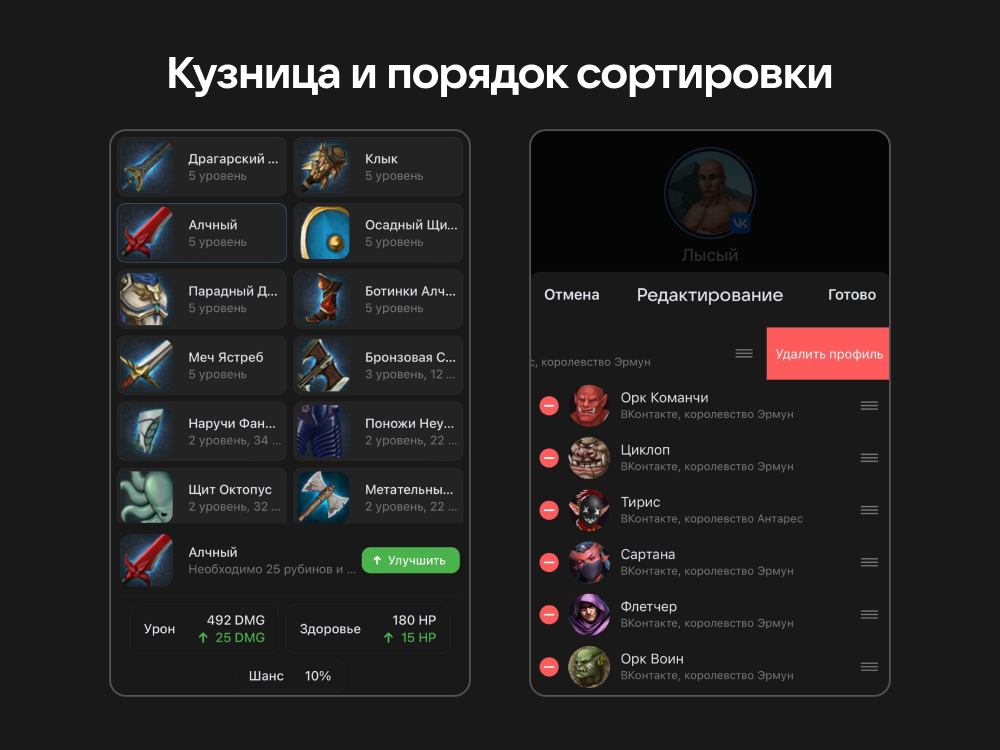 Кузница и порядок сортировки
Драгарский ...
5 уровень
Клык
5 уровень
Алчный
5 уровень
Осадный Щи...
5 уровень
Парадный Д...
5 уровень
Ботинки Алч...
5 уровень
Меч Ястреб
5 уровень
Бронзовая С...
3 уровень, 12 ...
Наручи Фан...
2 уровень, 34 ...
Поножи Неу...
2 уровень, 22 ...
Щит Октопус
2 уровень, 32 ...
Метательны...
2 уровень, 22 ...
Алчный
Необходимо 25 рубинов и ...
Улучшить
Урон
492 DMG
25 DMG
Здоровье
180 HP
15 HP
Шанс 10%
Лысый
Отмена Редактирование Готово
с, королевство Эрмун
Удалить профиль
Орк Команчи
ВКонтакте, королевство Эрмун
Циклоп
ВКонтакте, королевство Эрмун
Тирис
ВКонтакте, королевство Антарес
Сартана
ВКонтакте, королевство Эрмун
Флетчер
ВКонтакте, королевство Эрмун
Орк Воин
ВКонтакте, королевство Эрмун